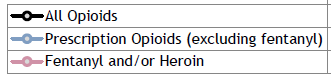 All Opioids
Prescription Opioids (excluding fentanyl)
Fentanyl and/or Heroin